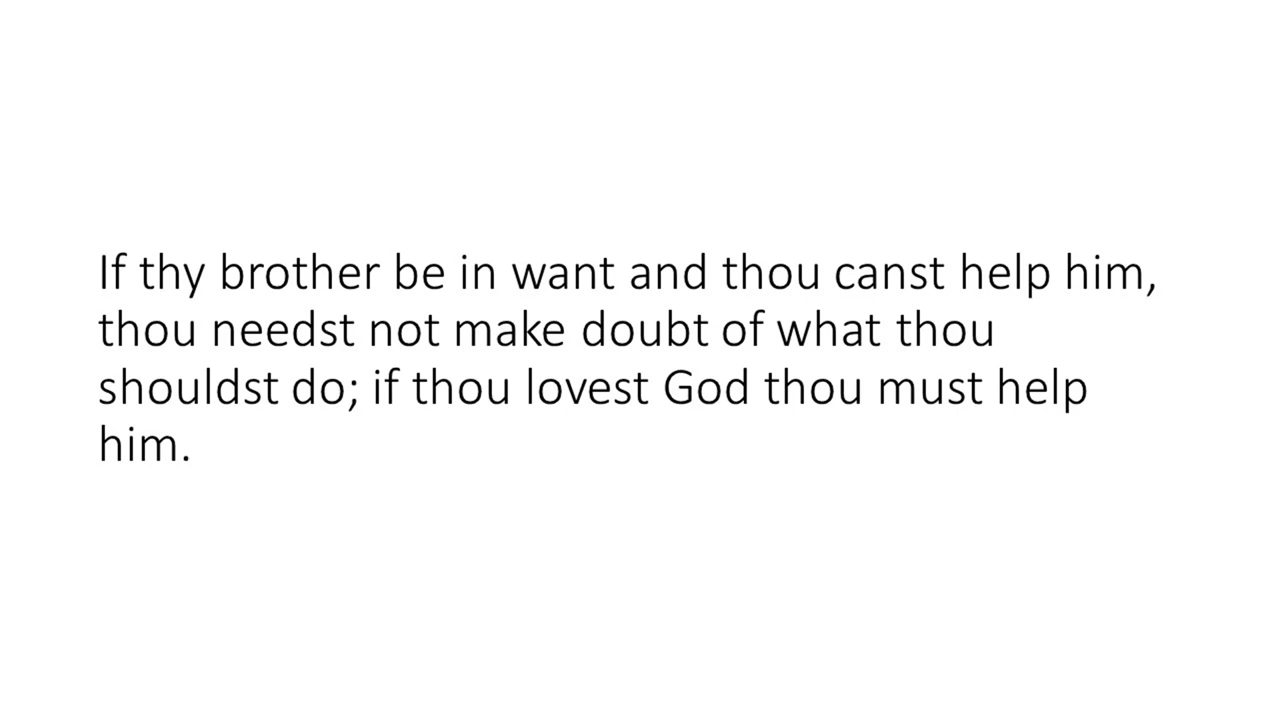 If thy brother be in want and thou canst help him,
thou needst not make doubt of what thou
shouldst do; if thou lovest God thou must help
him.